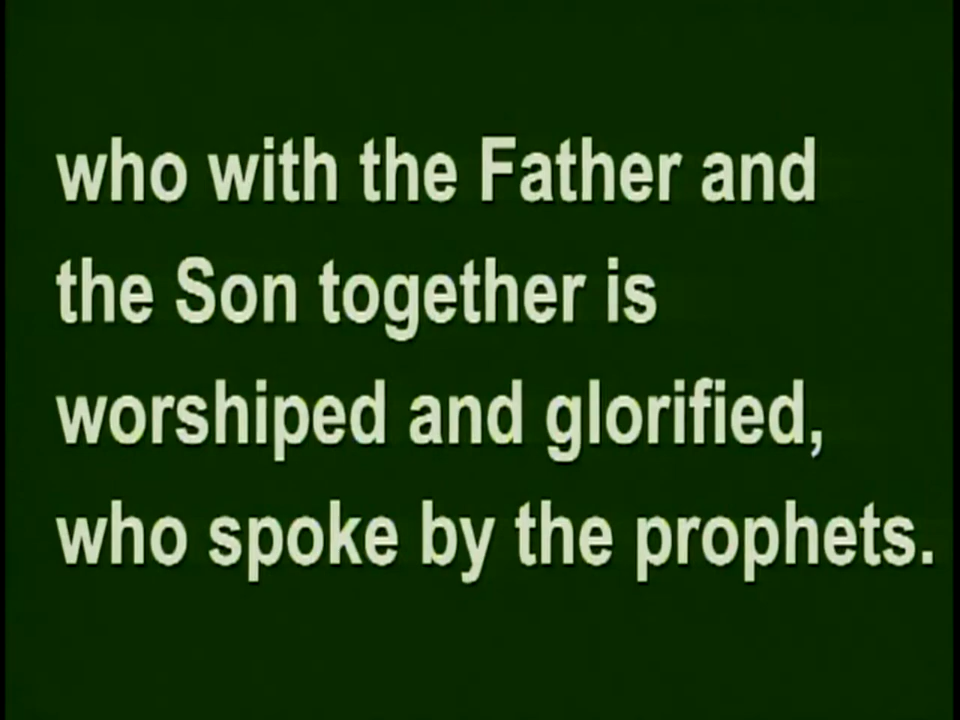 who with the Father and
the Son together is
worshiped and glorified,
who spoke by the prophets.